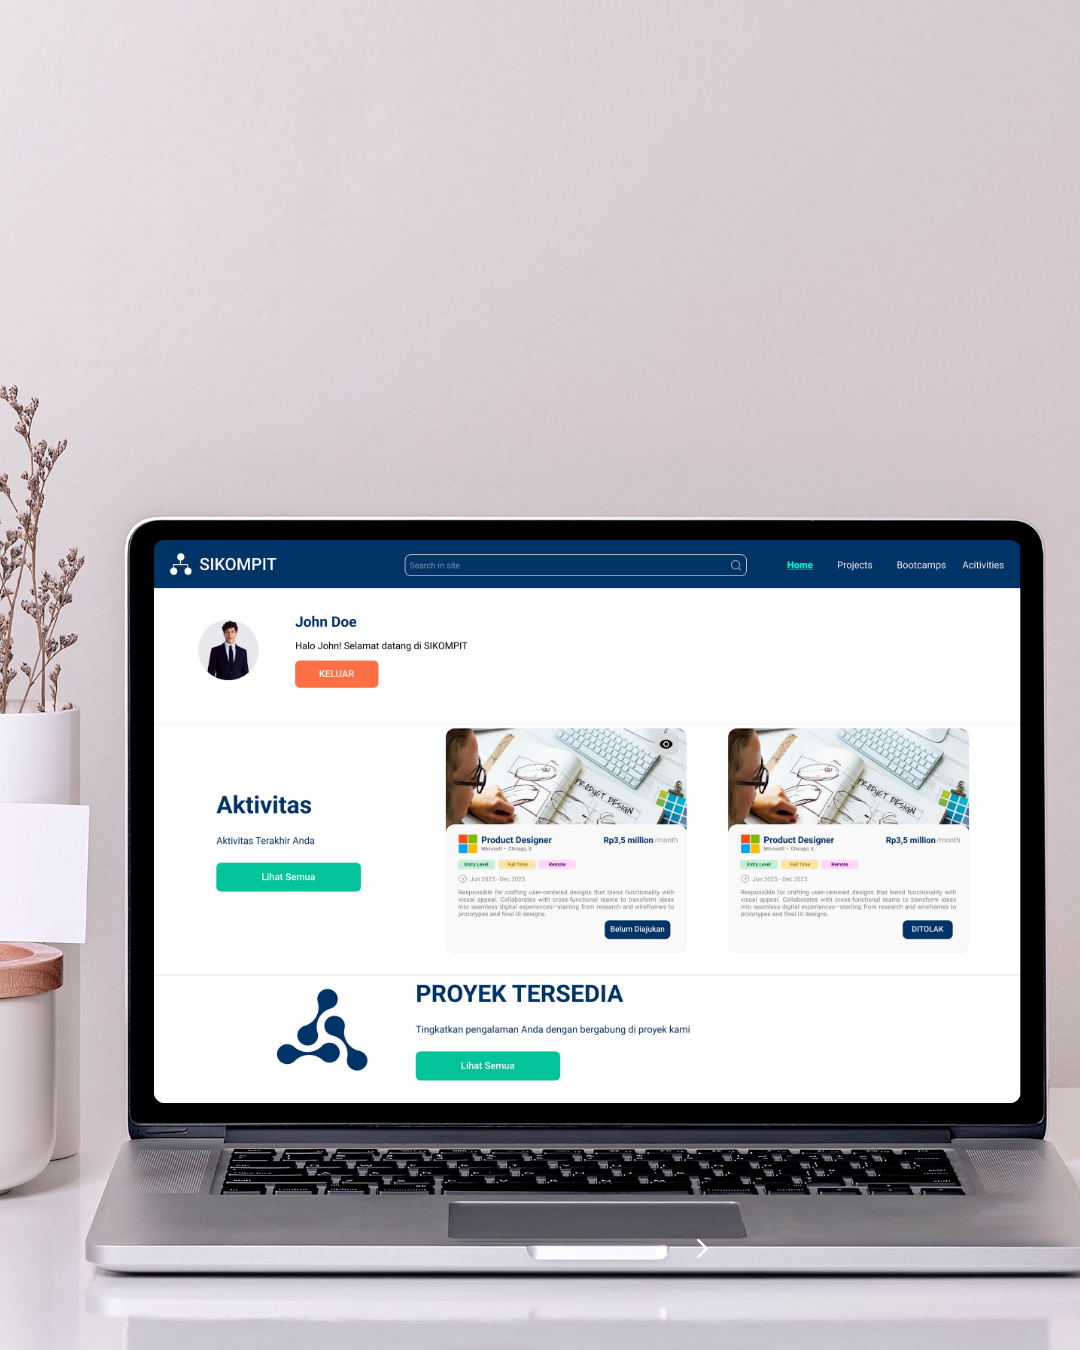 SIKOMPIT
Search in site
Home
Projects
Bootcamps
Acitivities
John Doe
Halo John! Selamat datang di SIKOMPIT
KELUAR
Aktivitas
Aktivitas Terakhir Anda
Lihat Semua
PRODUCT DESIGN
Product Designer
Rp3,5 million/month
Microsoft • Chicago, IL
Entry Level
Full Time
Remote
Jun 2025 - Dec 2025
Responsible for crafting user-centered designs that blend functionality with
visual appeal. Collaborates with cross-functional teams to transform ideas
into seamless digital experiences—starting from research and wireframes to
prototypes and final UI designs.
Belum Diajukan
PRODUCT DESIGN
Product Designer
Rp3,5 million/month
Microsoft • Chicago, IL
Entry Level
Full Time
Remote
Jun 2025 - Dec 2025
Responsible for crafting user-centered designs that blend functionality with
visual appeal. Collaborates with cross-functional teams to transform ideas
into seamless digital experiences—starting from research and wireframes to
prototypes and final UI designs.
DITOLAK
PROYEK TERSEDIA
Tingkatkan pengalaman Anda dengan bergabung di proyek kami
Lihat Semua